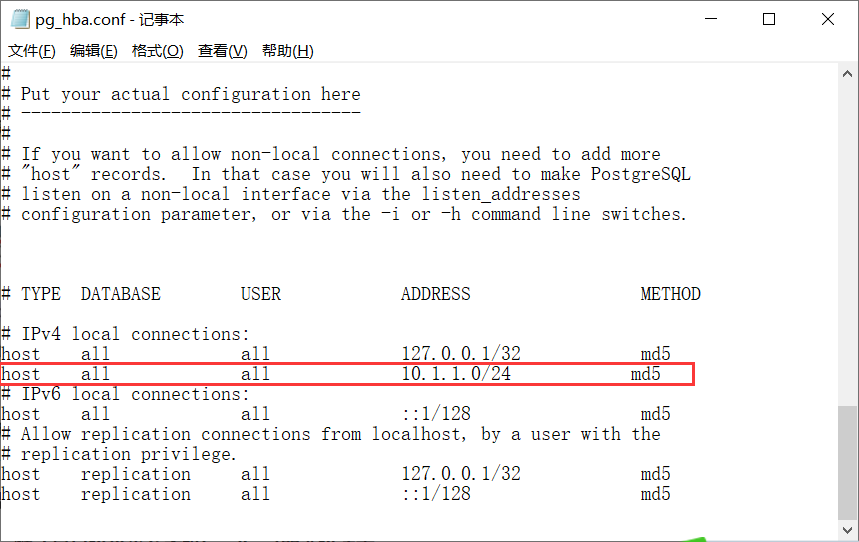 pg_hba.conf - 记事本
文件(F) 编辑(E) 格式(O) 查看(V) 帮助(H)
#
# Put your actual configuration here
# ----------------------------------
#
# If you want to allow non-local connections, you need to add more
# "host" records.  In that case you will also need to make PostgreSQL
# listen on a non-local interface via the listen_addresses
# configuration parameter, or via the -i or -h command line switches.
# TYPE  DATABASE        USER            ADDRESS                 METHOD
# IPv4 local connections:
host    all             all             127.0.0.1/32            md5
host    all             all             10.1.1.0/24            md5
# IPv6 local connections:
host    all             all             ::1/128                 md5
# Allow replication connections from localhost, by a user with the
# replication privilege.
host    replication     all             127.0.0.1/32            md5
host    replication     all             ::1/128                 md5